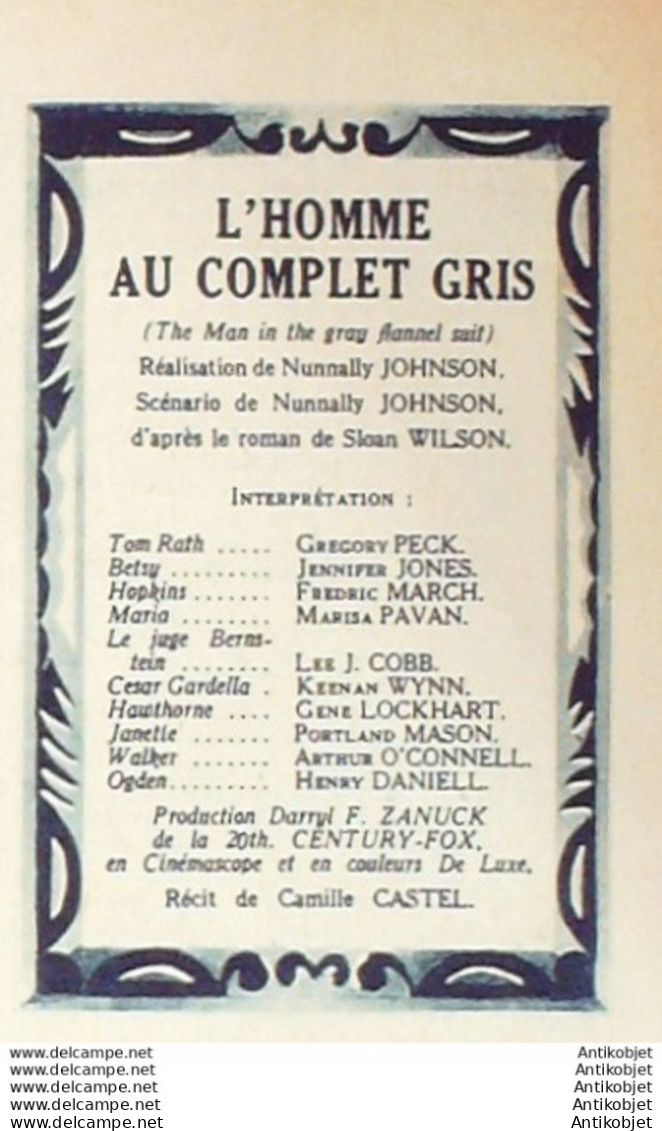 L'HOMME
AU COMPLET GRIS
(The Man in the gray flannel suit)
Réalisation de Nunnally JOHNSON.
Scénario de Nunnally JOHNSON,
d'après le roman de Sloan WILSON.
INTERPRÉTATION :
Tom Rath ..... GREGORY PECK.
Betsy ......... JENNIFER JONES.
Hopkins ....... FREDRIC MARCH.
Maria ........ MARISA PAVAN.
Le juge Berns-
tein ........ LEE J. COBB.
Cesar Gardella . KEENAN WYNN.
Hawthorne .... GENE LOCKHART.
Janetie ....... PORTLAND MASON.
Walker ....... ARTHUR O'CONNELL.
Ogden......... HENRY DANIELL.
Production Darryl F. ZANUCK
de la 20th. CENTURY-FOX,
en Cinémascope et en couleurs De Luxe.
Récit de Camille CASTEL.
www.delcampe.net Antikobjet
www.delcampe.net Antikobjet
www.delcampe.net Antikobjet
www.delcampe.net Antikobjet
www.delcampe.net Antikobjet